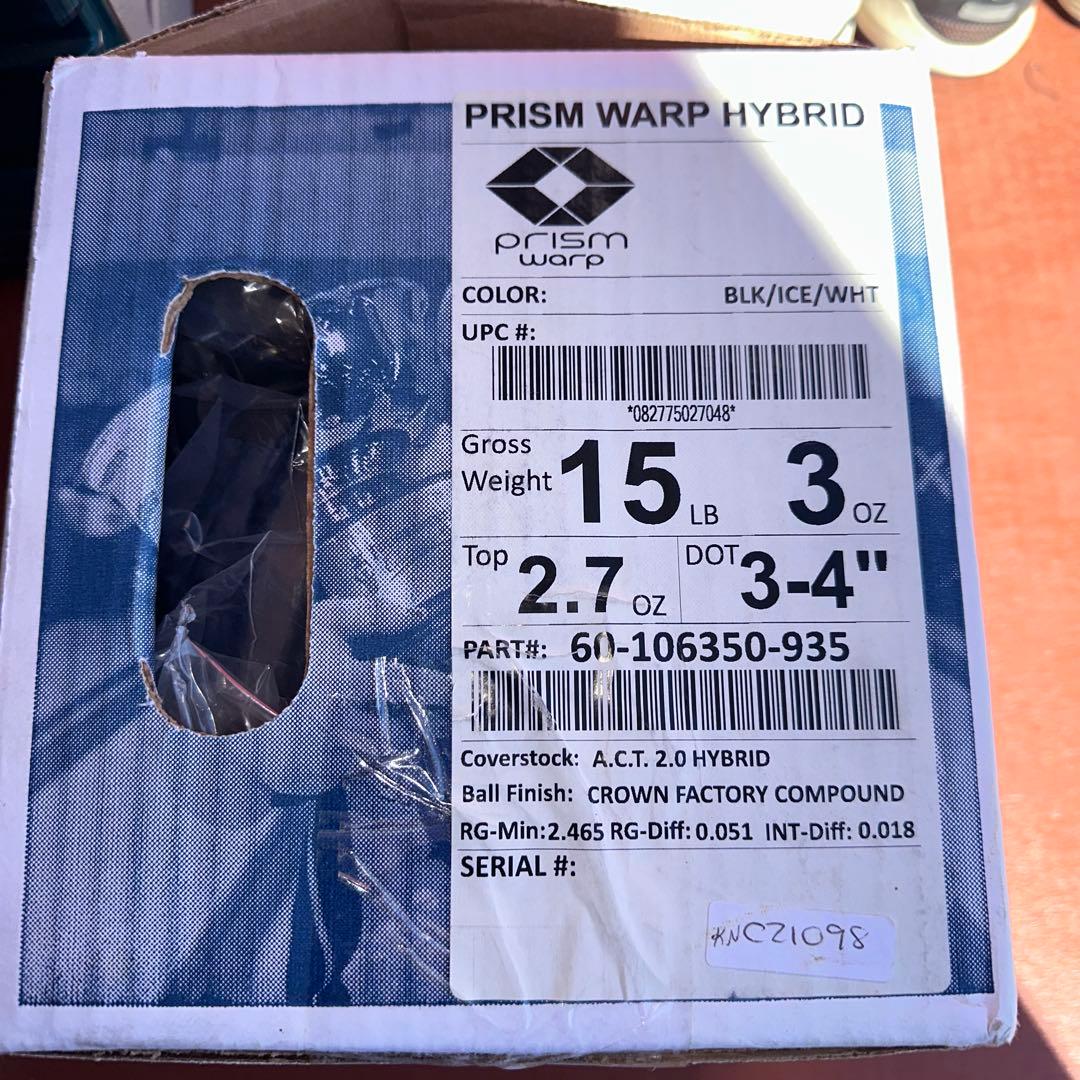 PRISM WARP HYBRID
prism
warp
COLOR: BLK/ICE/WHT
UPC #:
*082775027048*
Gross Weight 15 LB 3 OZ
Top 2.7 OZ DOT 3-4"
PART#: 60-106350-935
Coverstock: A.C.T. 2.0 HYBRID
Ball Finish: CROWN FACTORY COMPOUND
RG-Min:2.465 RG-Diff: 0.051 INT-Diff: 0.018
SERIAL #:
KNCZ1098